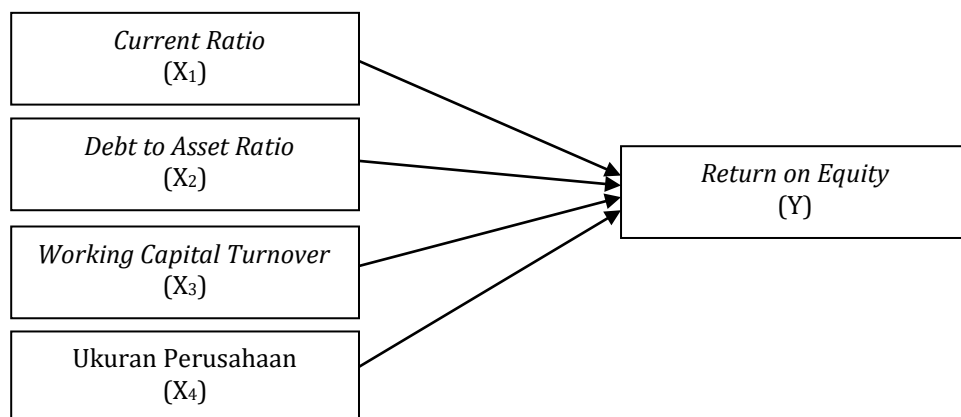 Current Ratio
(X₁)
Debt to Asset Ratio
(X₂)
Working Capital Turnover
(X₃)
Ukuran Perusahaan
(X₄)
Return on Equity
(Y)